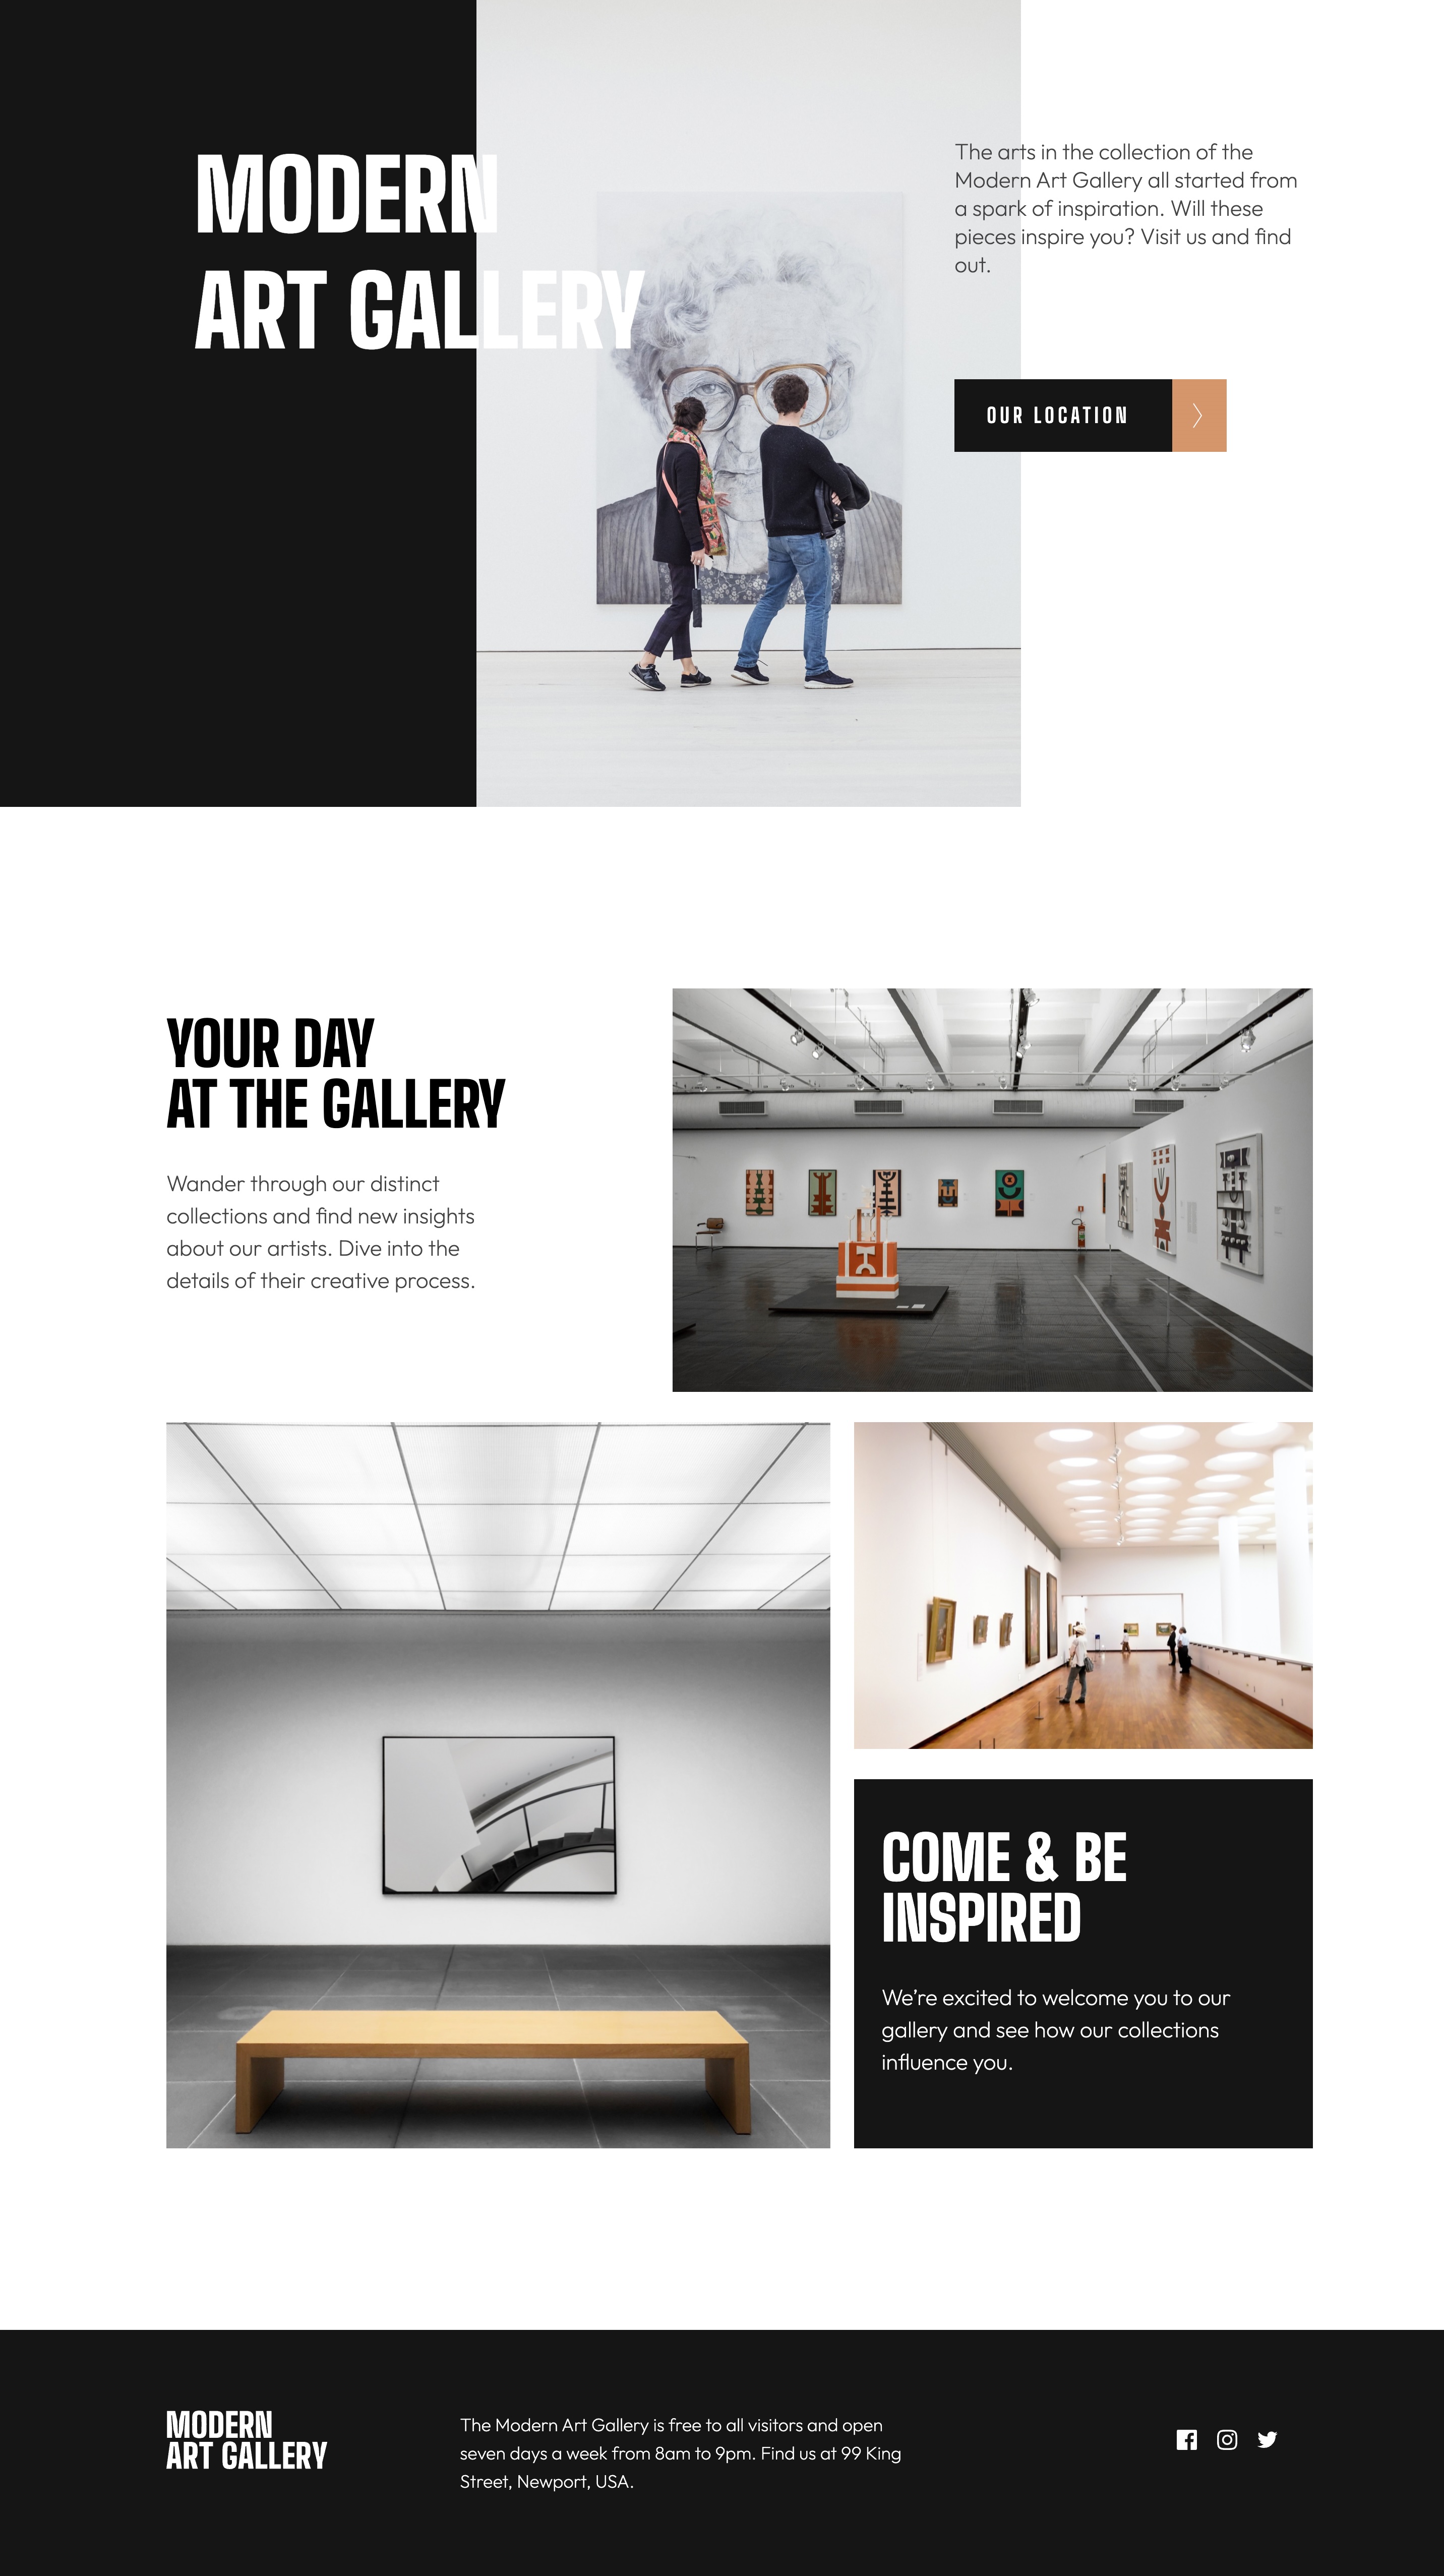 MODERN
ART GALLERY
The arts in the collection of the
Modern Art Gallery all started from
a spark of inspiration. Will these
pieces inspire you? Visit us and find
out.
OUR LOCATION
YOUR DAY
AT THE GALLERY
Wander through our distinct
collections and find new insights
about our artists. Dive into the
details of their creative process.
COME & BE
INSPIRED
We’re excited to welcome you to our
gallery and see how our collections
influence you.
MODERN
ART GALLERY
The Modern Art Gallery is free to all visitors and open
seven days a week from 8am to 9pm. Find us at 99 King
Street, Newport, USA.